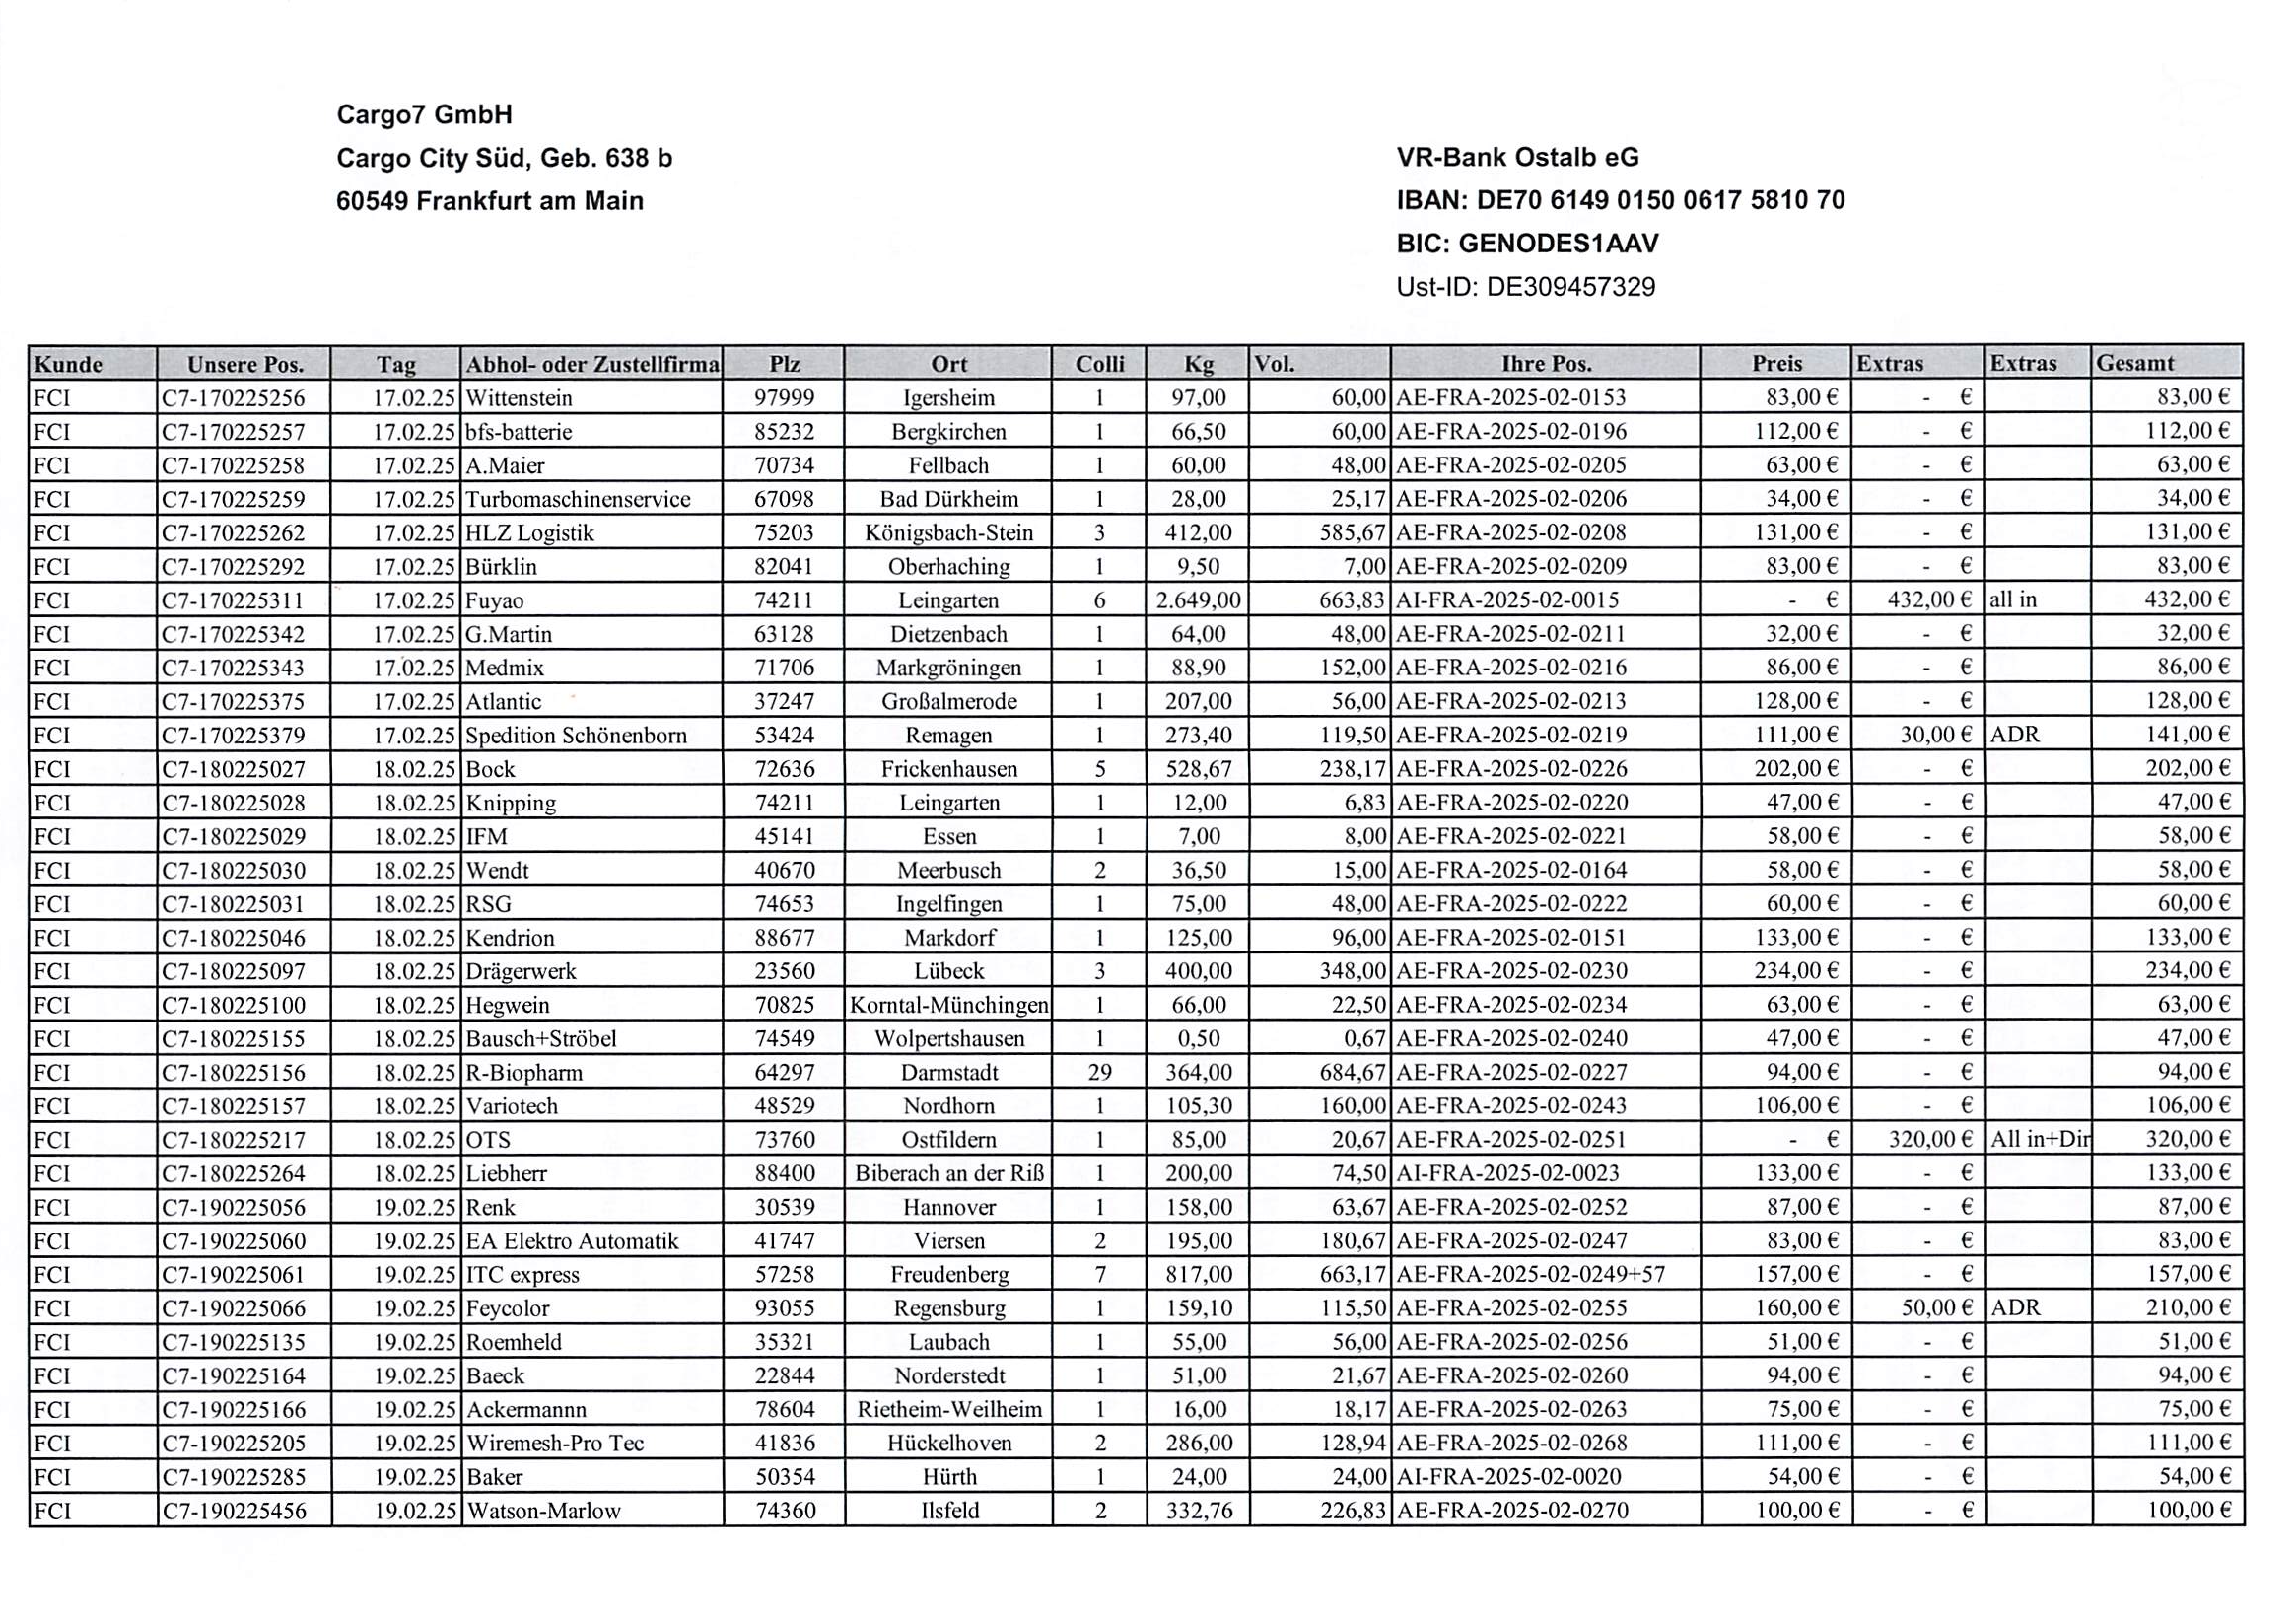 Cargo7 GmbH
Cargo City Süd, Geb. 638 b
60549 Frankfurt am Main
VR-Bank Ostalb eG
IBAN: DE70 6149 0150 0617 5810 70
BIC: GENODES1AAV
Ust-ID: DE309457329
Kunde Unsere Pos. Tag Abhol- oder Zustellfirma Plz Ort Colli Kg Vol. Ihre Pos. Preis Extras Extras Gesamt
FCI C7-170225256 17.02.25 Wittenstein 97999 Igersheim 1 97,00 60,00 AE-FRA-2025-02-0153 83,00 € - € 83,00 €
FCI C7-170225257 17.02.25 bfs-batterie 85232 Bergkirchen 1 66,50 60,00 AE-FRA-2025-02-0196 112,00 € - € 112,00 €
FCI C7-170225258 17.02.25 A.Maier 70734 Fellbach 1 60,00 48,00 AE-FRA-2025-02-0205 63,00 € - € 63,00 €
FCI C7-170225259 17.02.25 Turbomaschinenservice 67098 Bad Dürkheim 1 28,00 25,17 AE-FRA-2025-02-0206 34,00 € - € 34,00 €
FCI C7-170225262 17.02.25 HLZ Logistik 75203 Königsbach-Stein 3 412,00 585,67 AE-FRA-2025-02-0208 131,00 € - € 131,00 €
FCI C7-170225292 17.02.25 Bürklin 82041 Oberhaching 1 9,50 7,00 AE-FRA-2025-02-0209 83,00 € - € 83,00 €
FCI C7-170225311 17.02.25 Fuyao 74211 Leingarten 6 2.649,00 663,83 AI-FRA-2025-02-0015 - € 432,00 € all in 432,00 €
FCI C7-170225342 17.02.25 G.Martin 63128 Dietzenbach 1 64,00 48,00 AE-FRA-2025-02-0211 32,00 € - € 32,00 €
FCI C7-170225343 17.02.25 Medmix 71706 Markgröningen 1 88,90 152,00 AE-FRA-2025-02-0216 86,00 € - € 86,00 €
FCI C7-170225375 17.02.25 Atlantic 37247 Großalmerode 1 207,00 56,00 AE-FRA-2025-02-0213 128,00 € - € 128,00 €
FCI C7-170225379 17.02.25 Spedition Schönenborn 53424 Remagen 1 273,40 119,50 AE-FRA-2025-02-0219 111,00 € 30,00 € ADR 141,00 €
FCI C7-180225027 18.02.25 Bock 72636 Frickenhausen 5 528,67 238,17 AE-FRA-2025-02-0226 202,00 € - € 202,00 €
FCI C7-180225028 18.02.25 Knipping 74211 Leingarten 1 12,00 6,83 AE-FRA-2025-02-0220 47,00 € - € 47,00 €
FCI C7-180225029 18.02.25 IFM 45141 Essen 1 7,00 8,00 AE-FRA-2025-02-0221 58,00 € - € 58,00 €
FCI C7-180225030 18.02.25 Wendt 40670 Meerbusch 2 36,50 15,00 AE-FRA-2025-02-0164 58,00 € - € 58,00 €
FCI C7-180225031 18.02.25 RSG 74653 Ingelfingen 1 75,00 48,00 AE-FRA-2025-02-0222 60,00 € - € 60,00 €
FCI C7-180225046 18.02.25 Kendrion 88677 Markdorf 1 125,00 96,00 AE-FRA-2025-02-0151 133,00 € - € 133,00 €
FCI C7-180225097 18.02.25 Drägerwerk 23560 Lübeck 3 400,00 348,00 AE-FRA-2025-02-0230 234,00 € - € 234,00 €
FCI C7-180225100 18.02.25 Hegwein 70825 Korntal-Münchingen 1 66,00 22,50 AE-FRA-2025-02-0234 63,00 € - € 63,00 €
FCI C7-180225155 18.02.25 Bausch+Ströbel 74549 Wolpertshausen 1 0,50 0,67 AE-FRA-2025-02-0240 47,00 € - € 47,00 €
FCI C7-180225156 18.02.25 R-Biopharm 64297 Darmstadt 29 364,00 684,67 AE-FRA-2025-02-0227 94,00 € - € 94,00 €
FCI C7-180225157 18.02.25 Variotech 48529 Nordhorn 1 105,30 160,00 AE-FRA-2025-02-0243 106,00 € - € 106,00 €
FCI C7-180225217 18.02.25 OTS 73760 Ostfildern 1 85,00 20,67 AE-FRA-2025-02-0251 - € 320,00 € All in+Dir 320,00 €
FCI C7-180225264 18.02.25 Liebherr 88400 Biberach an der Riß 1 200,00 74,50 AI-FRA-2025-02-0023 133,00 € - € 133,00 €
FCI C7-190225056 19.02.25 Renk 30539 Hannover 1 158,00 63,67 AE-FRA-2025-02-0252 87,00 € - € 87,00 €
FCI C7-190225060 19.02.25 EA Elektro Automatik 41747 Viersen 2 195,00 180,67 AE-FRA-2025-02-0247 83,00 € - € 83,00 €
FCI C7-190225061 19.02.25 ITC express 57258 Freudenberg 7 817,00 663,17 AE-FRA-2025-02-0249+57 157,00 € - € 157,00 €
FCI C7-190225066 19.02.25 Feycolor 93055 Regensburg 1 159,10 115,50 AE-FRA-2025-02-0255 160,00 € 50,00 € ADR 210,00 €
FCI C7-190225135 19.02.25 Roemheld 35321 Laubach 1 55,00 56,00 AE-FRA-2025-02-0256 51,00 € - € 51,00 €
FCI C7-190225164 19.02.25 Baeck 22844 Norderstedt 1 51,00 21,67 AE-FRA-2025-02-0260 94,00 € - € 94,00 €
FCI C7-190225166 19.02.25 Ackermannn 78604 Rietheim-Weilheim 1 16,00 18,17 AE-FRA-2025-02-0263 75,00 € - € 75,00 €
FCI C7-190225205 19.02.25 Wiremesh-Pro Tec 41836 Hückelhoven 2 286,00 128,94 AE-FRA-2025-02-0268 111,00 € - € 111,00 €
FCI C7-190225285 19.02.25 Baker 50354 Hürth 1 24,00 24,00 AI-FRA-2025-02-0020 54,00 € - € 54,00 €
FCI C7-190225456 19.02.25 Watson-Marlow 74360 Ilsfeld 2 332,76 226,83 AE-FRA-2025-02-0270 100,00 € - € 100,00 €